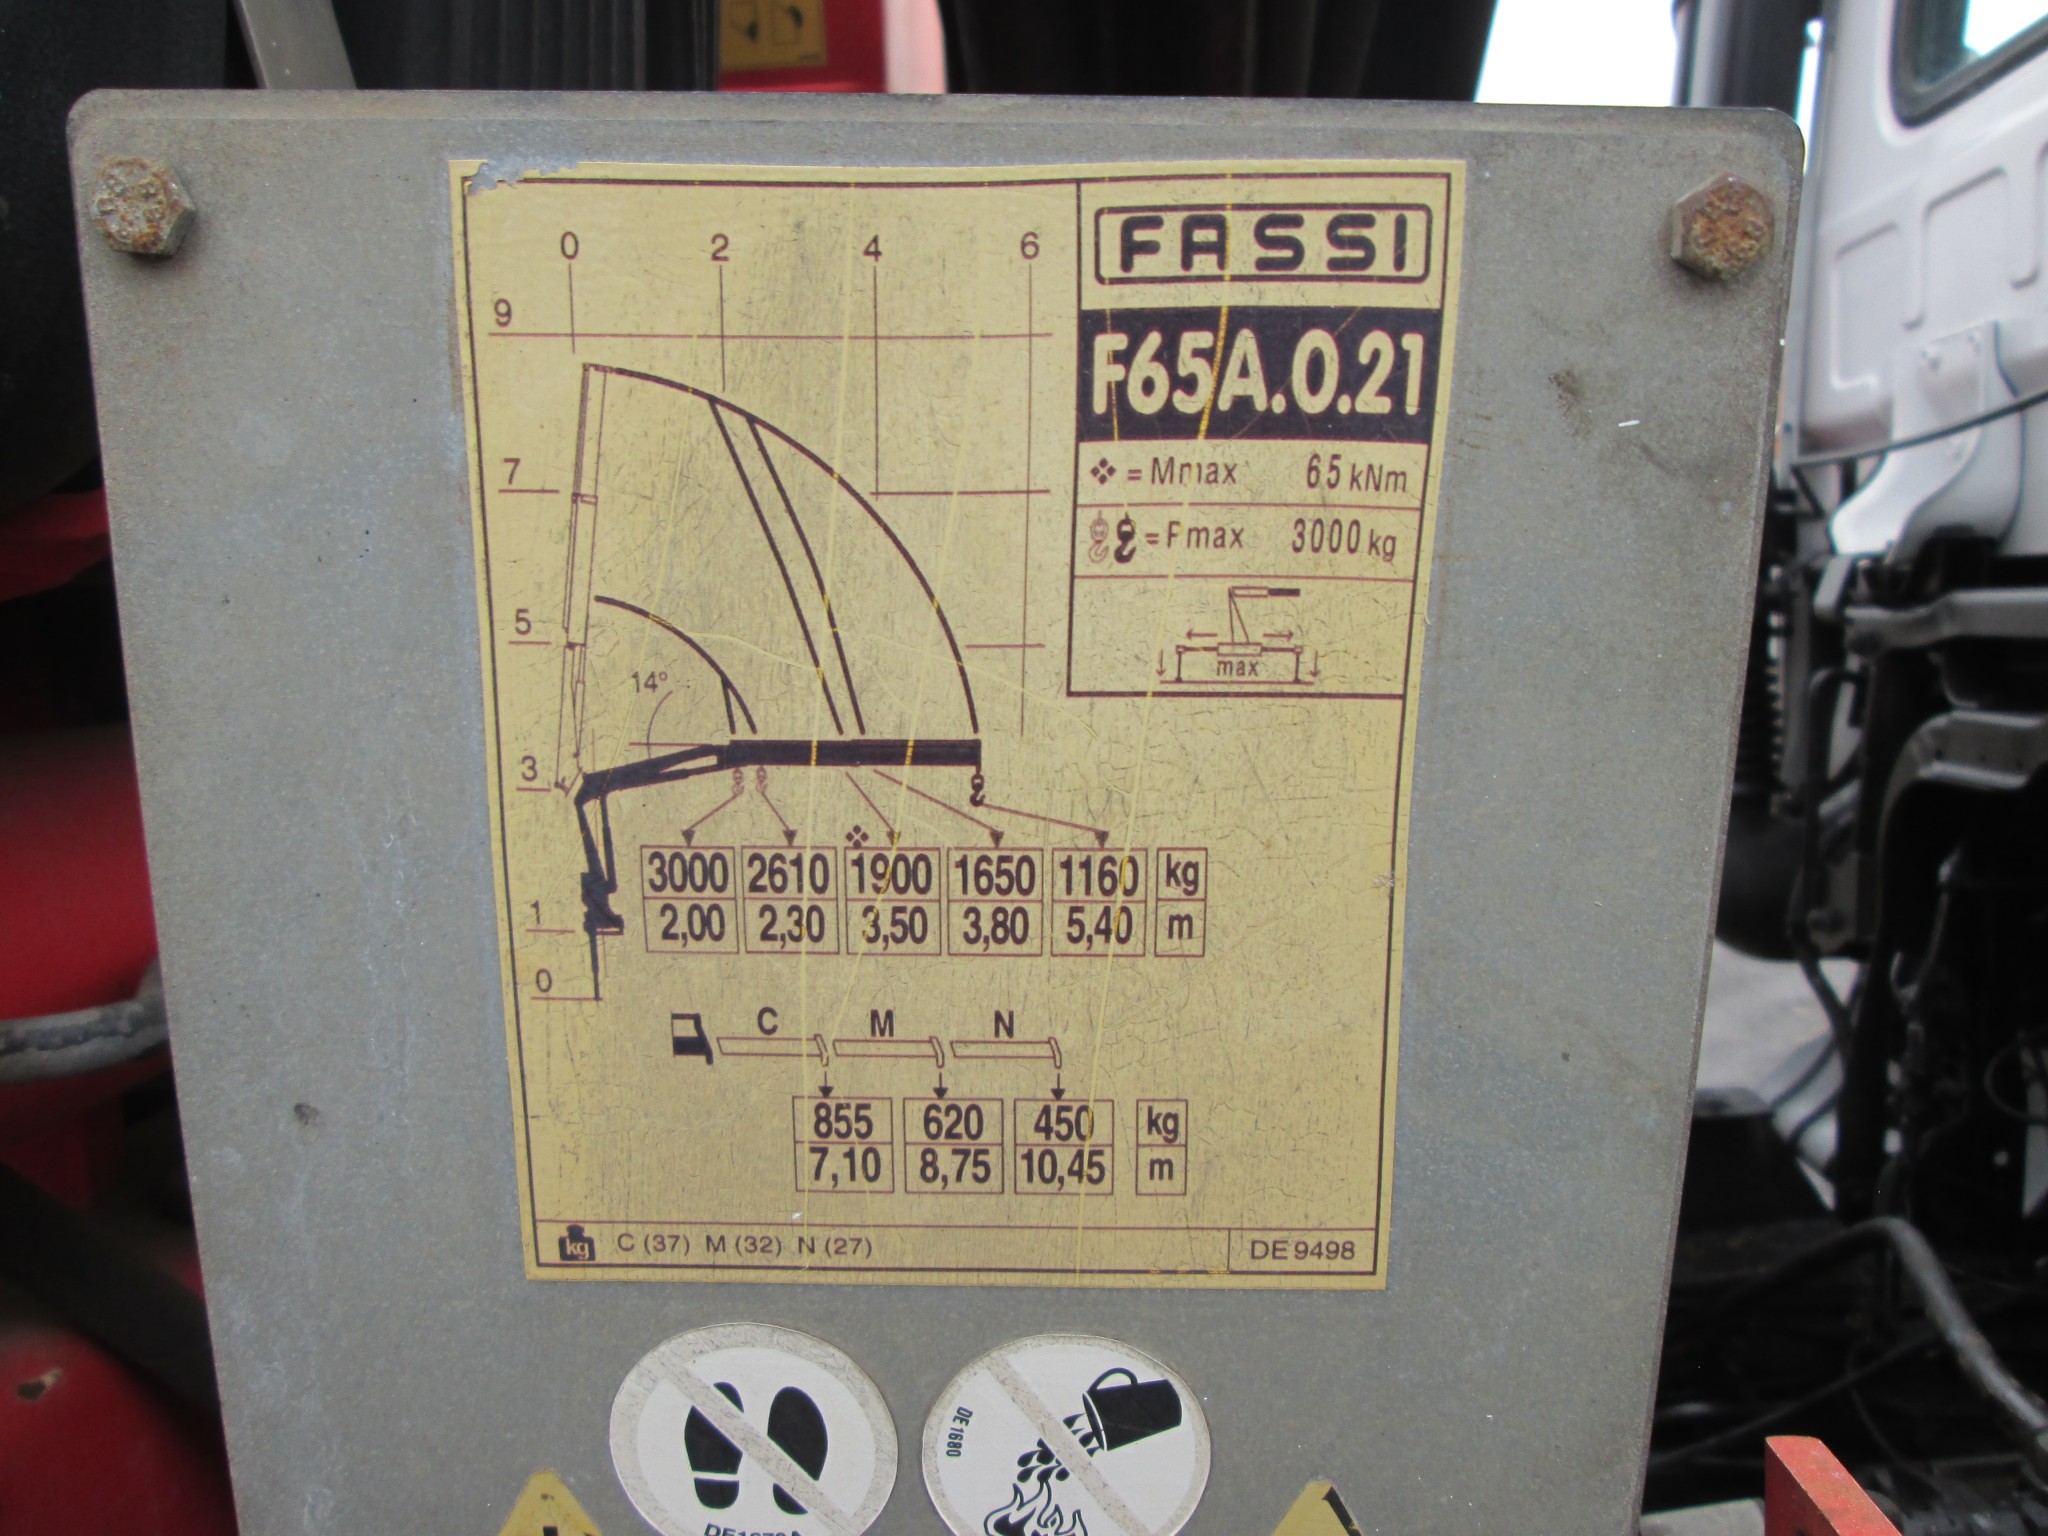 FASSI
F65A.0.21
= Mmax 65 kNm
= Pmax 3000 kg
max
0 2 4 6
9
7
5
14°
3
1
0
3000 2610 1900 1650 1160 kg
2,00 2,30 3,50 3,80 5,40 m
C M N
855 620 450 kg
7,10 8,75 10,45 m
kg C (37) M (32) N (27) DE 9498
DE1680